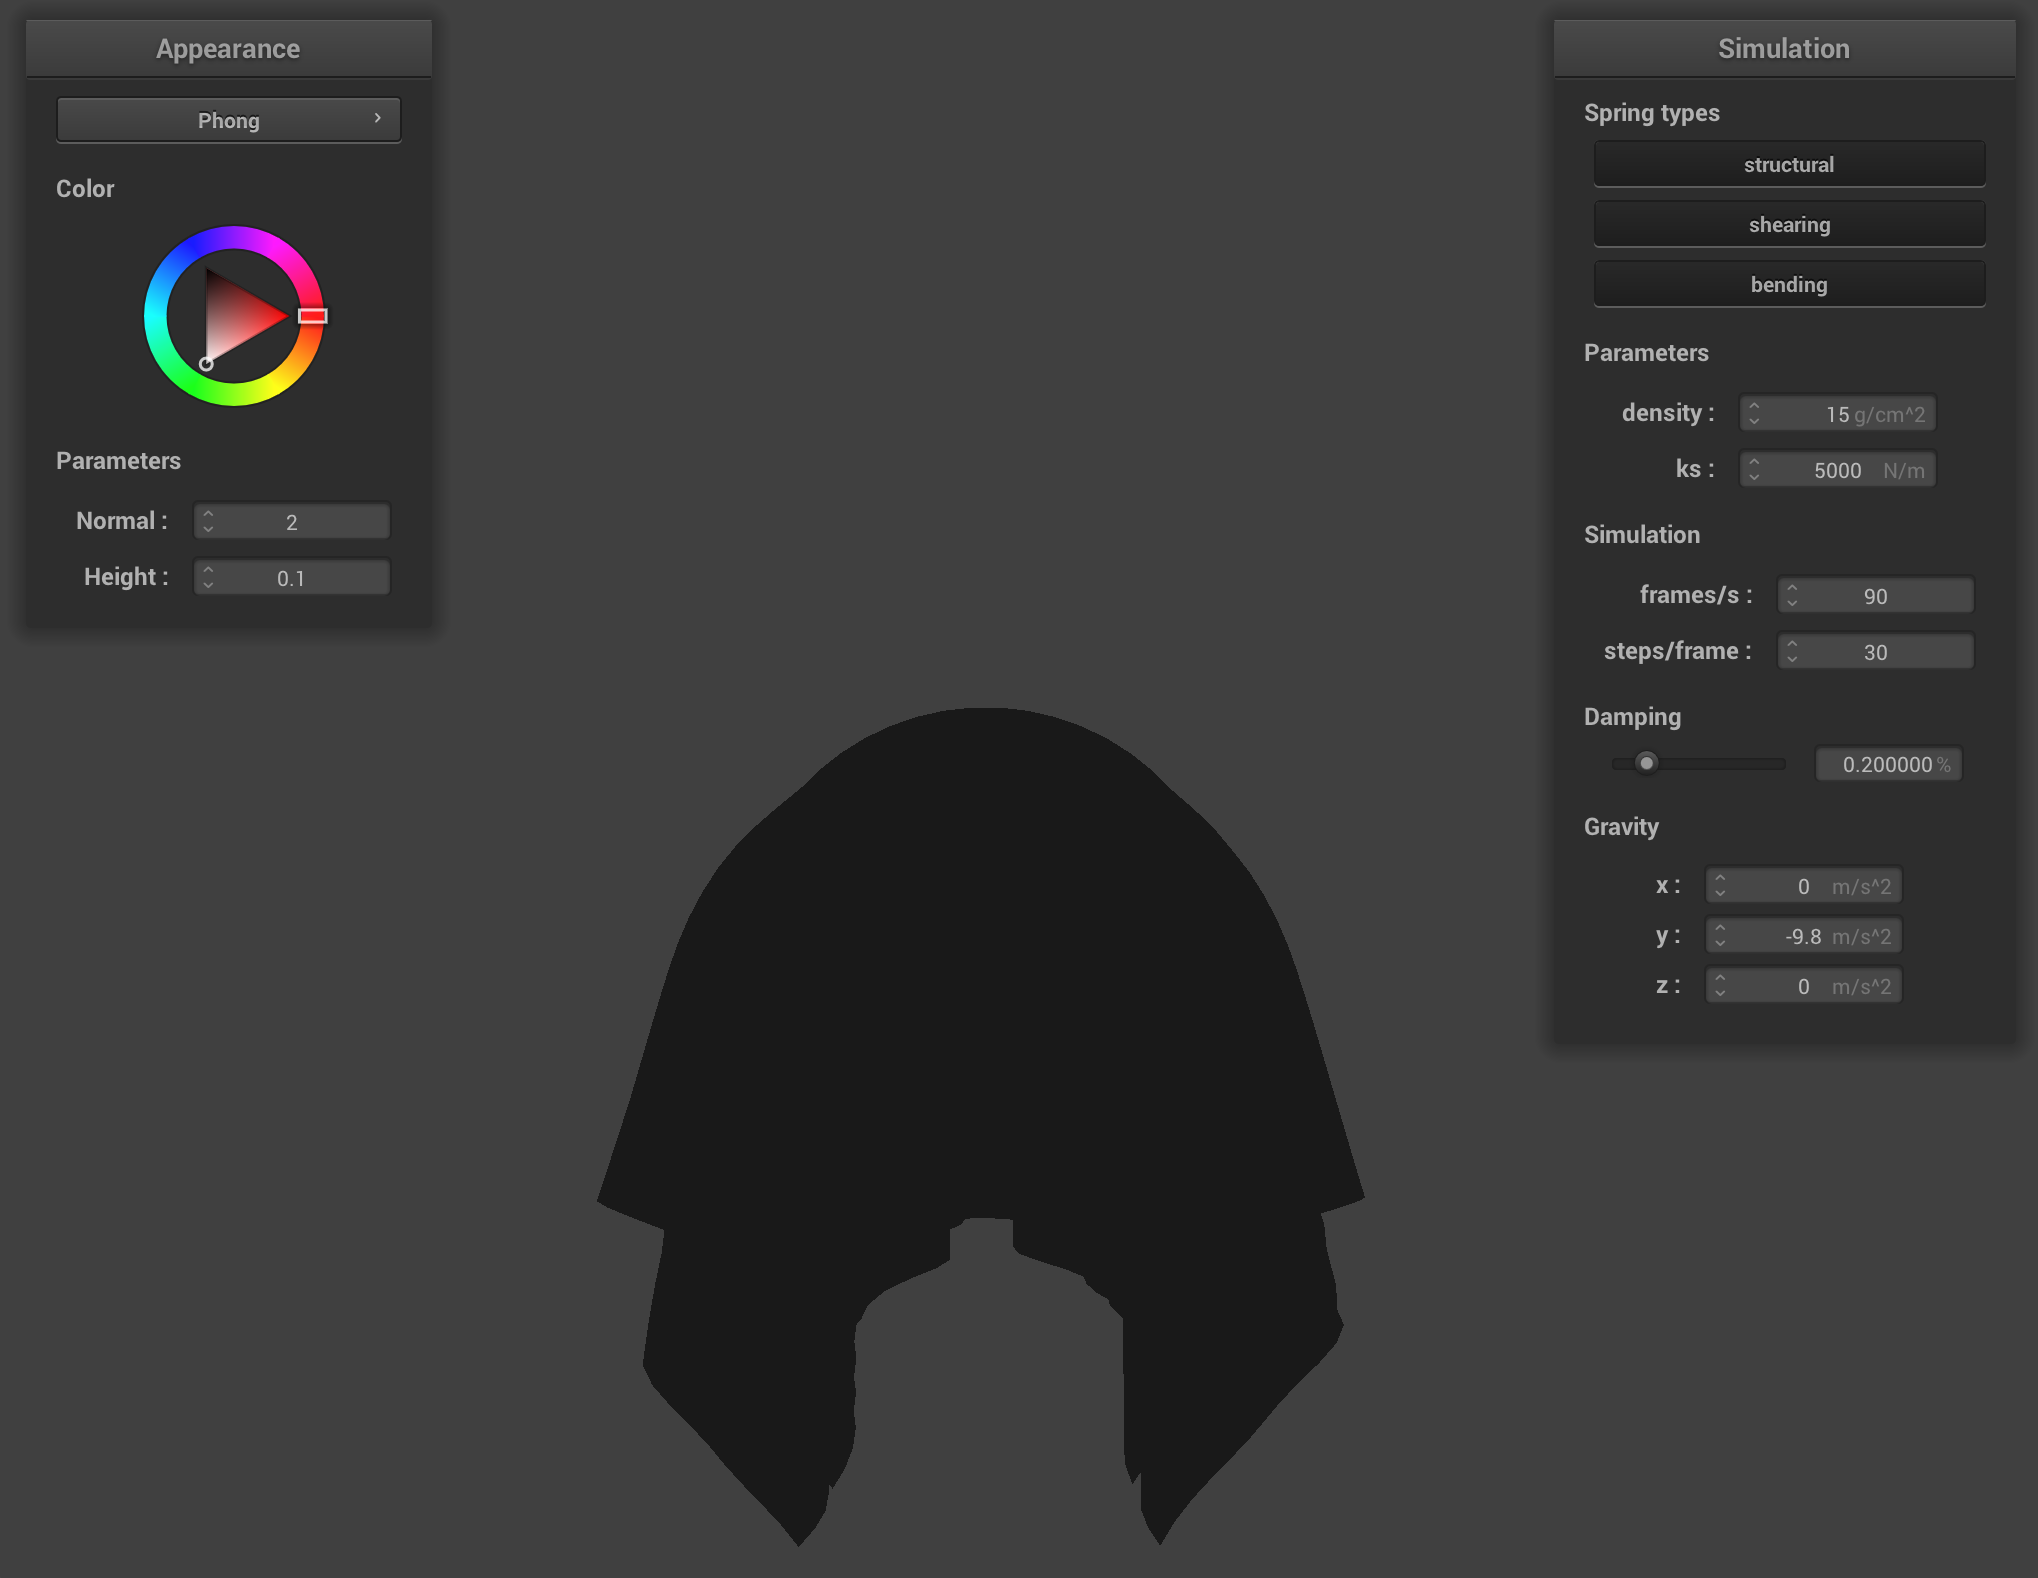 Appearance
Phong
Color
Parameters
Normal : 2
Height : 0.1
Simulation
Spring types
structural
shearing
bending
Parameters
density : 15 g/cm^2
ks : 5000 N/m
Simulation
frames/s : 90
steps/frame : 30
Damping
0.200000 %
Gravity
x : 0 m/s^2
y : -9.8 m/s^2
z : 0 m/s^2